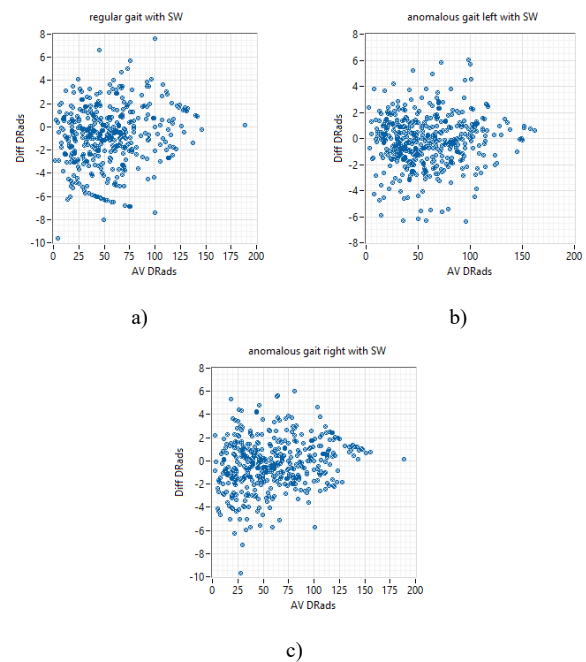 regular gait with SW
8
6
4
2
0
-2
-4
-6
-8
-10
Diff DRads
0 25 50 75 100 125 150 175 200
AV DRads
a)
anomalous gait left with SW
8
6
4
2
0
-2
-4
-6
-8
Diff DRads
0 50 100 150 200
AV DRads
b)
anomalous gait right with SW
8
6
4
2
0
-2
-4
-6
-8
-10
Diff DRads
0 25 50 75 100 125 150 175 200
AV DRads
c)